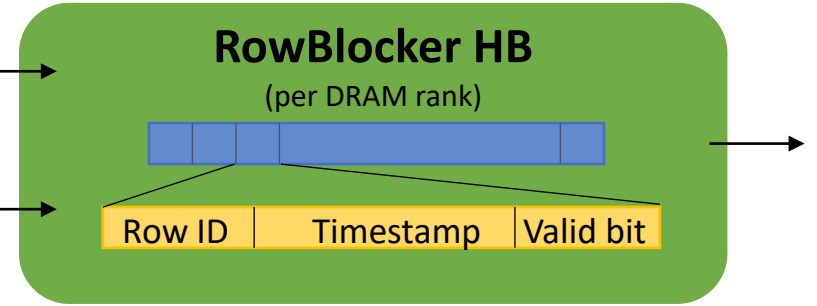 RowBlocker HB
(per DRAM rank)
Row ID Timestamp Valid bit